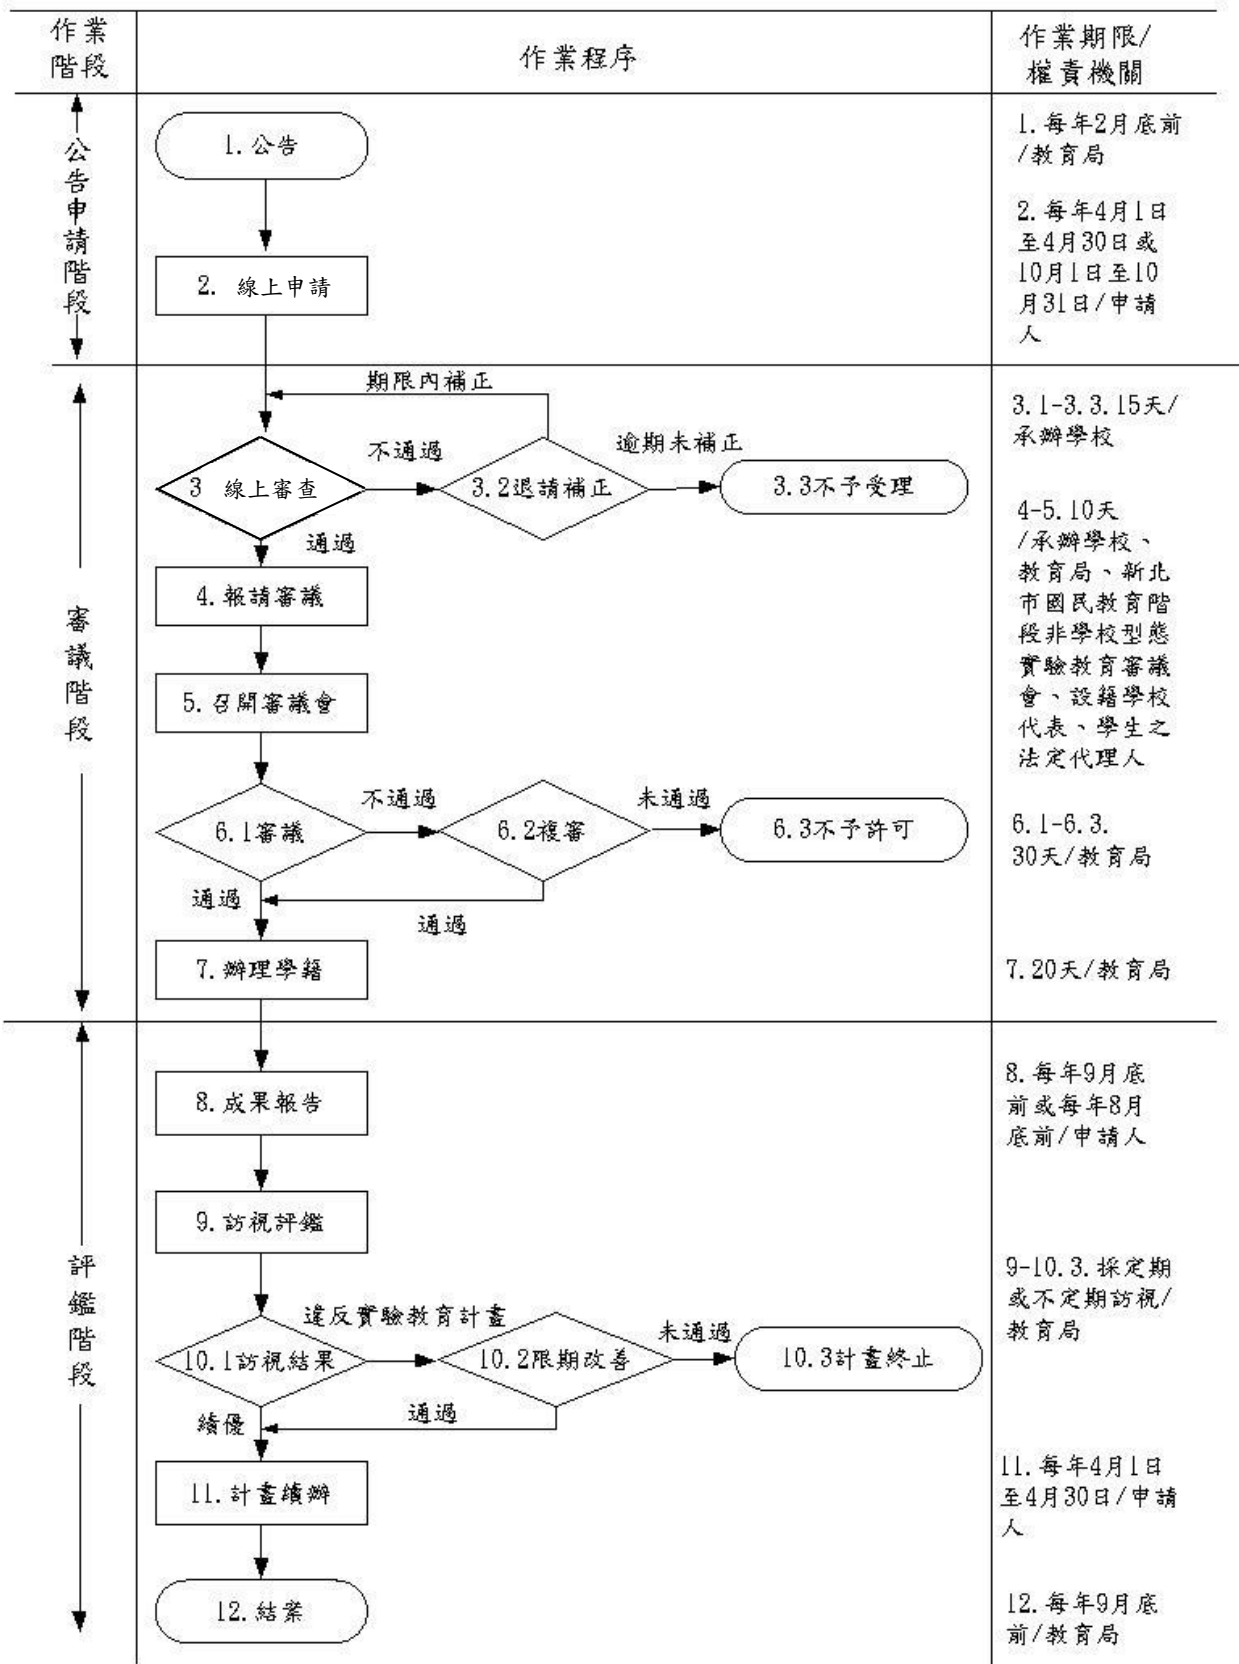 作業
階段
作業程序
作業期限/
權責機關
公告申請階段
1.公告
1.每年2月底前
/教育局
2. 線上申請
2.每年4月1日
至4月30日或
10月1日至10
月31日/申請
人
審議階段
期限內補正
3 線上審查
不通過
3.2退請補正
逾期未補正
3.3不予受理
3.1-3.3.15天/
承辦學校
通過
4.報請審議
5.召開審議會
4-5.10天
/承辦學校、
教育局、新北
市國民教育階
段非學校型態
實驗教育審議
會、設籍學校
代表、學生之
法定代理人
6.1審議
不通過
6.2複審
未通過
6.3不予許可
6.1-6.3.
30天/教育局
通過
通過
7.辦理學籍
7.20天/教育局
評鑑階段
8.成果報告
8.每年9月底
前或每年8月
底前/申請人
9.訪視評鑑
10.1訪視結果
違反實驗教育計畫
10.2限期改善
未通過
10.3計畫終止
9-10.3.採定期
或不定期訪視/
教育局
績優
通過
11.計畫續辦
11.每年4月1日
至4月30日/申請
人
12.結案
12.每年9月底
前/教育局